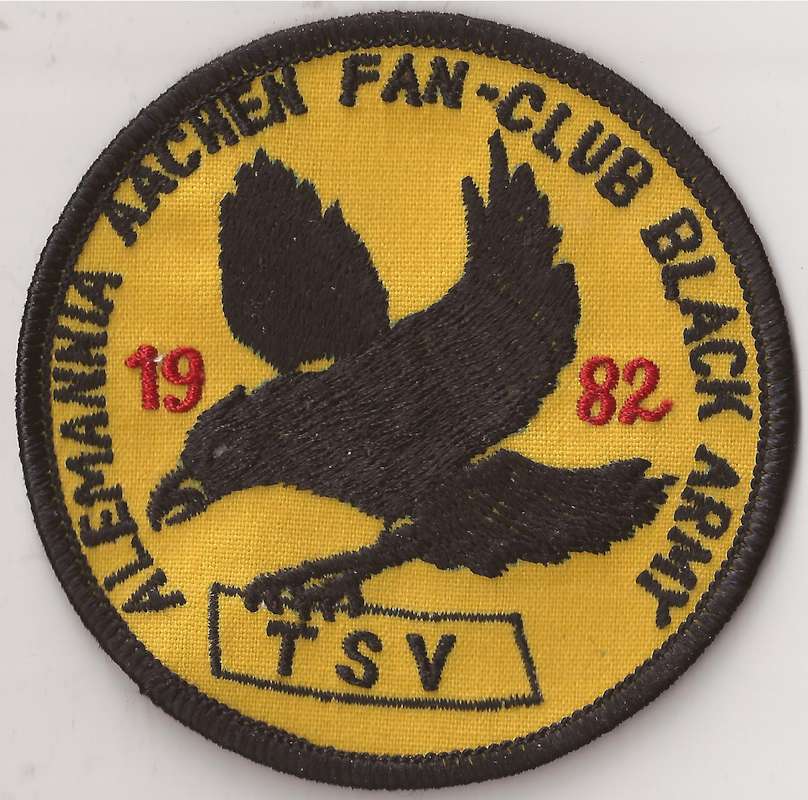 ALEMANNIA AACHEN FAN-CLUB BLACK ARMY
19 82
TSV